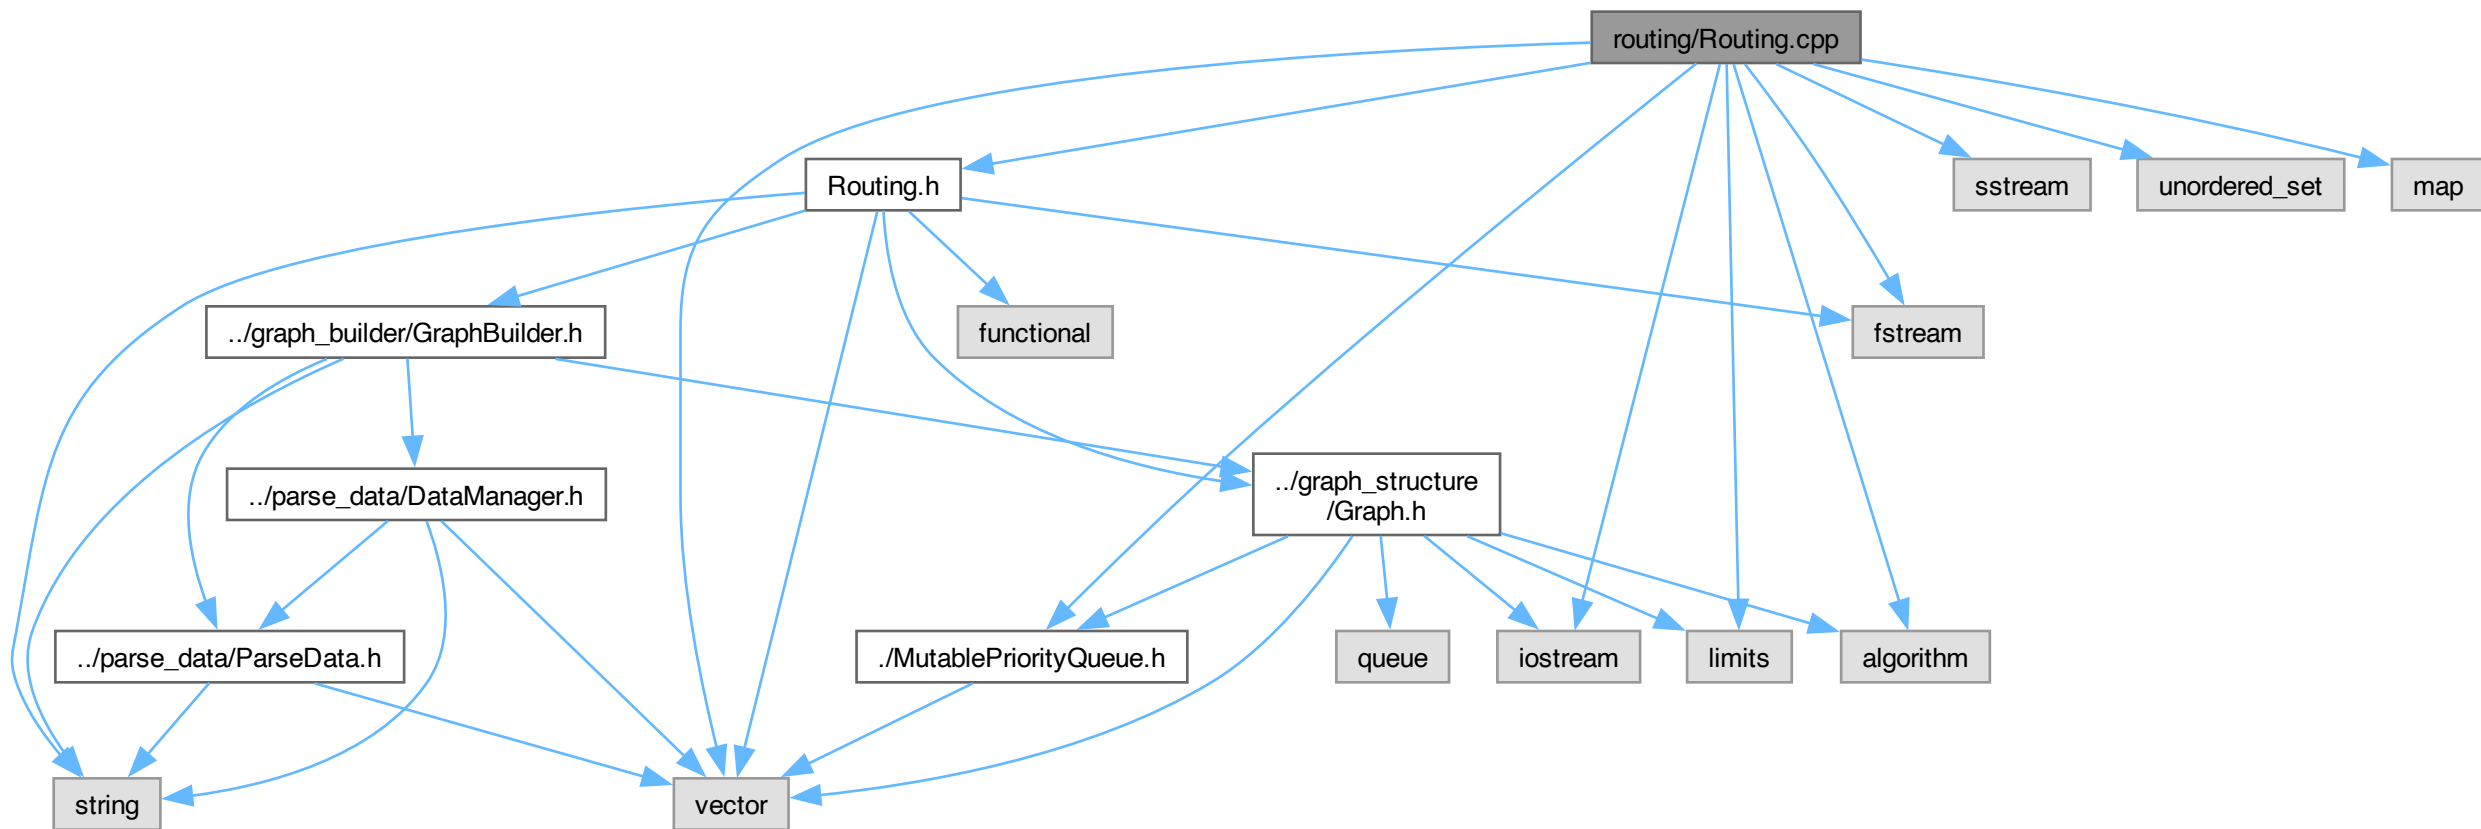 routing/Routing.cpp
Routing.h
sstream
unordered_set
map
../graph_builder/GraphBuilder.h
functional
fstream
../parse_data/DataManager.h
../graph_structure
/Graph.h
../parse_data/ParseData.h
./MutablePriorityQueue.h
queue
iostream
limits
algorithm
string
vector